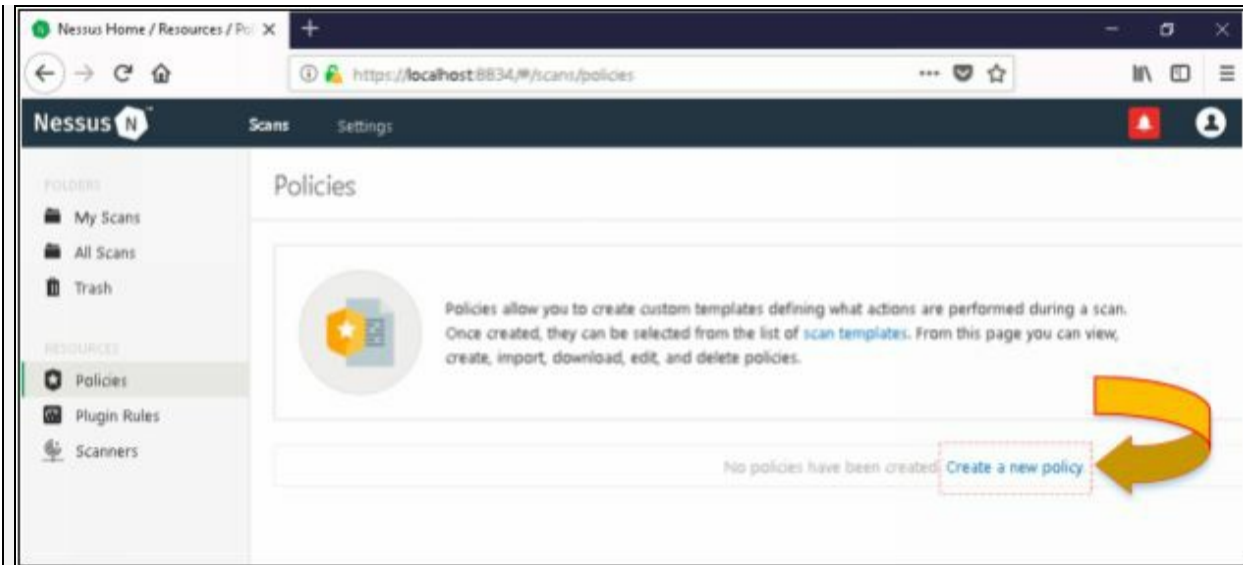 Nessus Home / Resources / Pol
https://localhost:8834/#/scans/policies
Nessus N
Scans
Settings
FOLDERS
My Scans
All Scans
Trash
RESOURCES
Policies
Plugin Rules
Scanners
Policies
Policies allow you to create custom templates defining what actions are performed during a scan.
Once created, they can be selected from the list of scan templates. From this page you can view,
create, import, download, edit, and delete policies.
No policies have been created. Create a new policy.